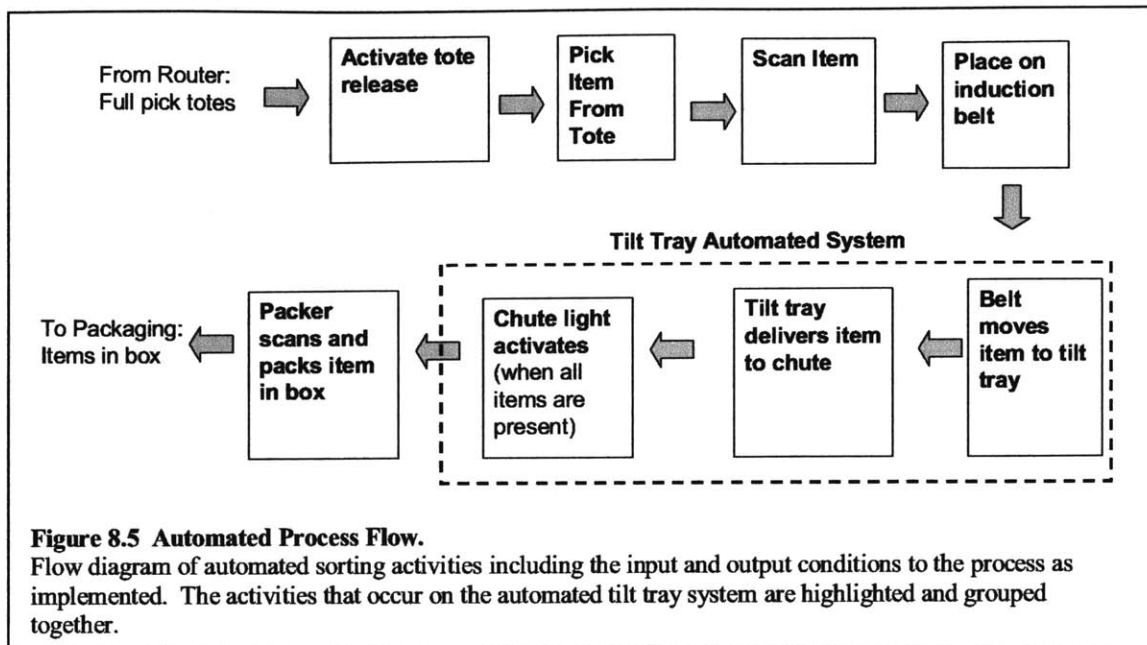 From Router:
Full pick totes
Activate tote
release
Pick
Item
From
Tote
Scan Item
Place on
induction
belt
Tilt Tray Automated System
Belt
moves
item to tilt
tray
Tilt tray
delivers item
to chute
Chute light
activates
(when all
items are
present)
Packer
scans and
packs item
in box
To Packaging:
Items in box
Figure 8.5 Automated Process Flow.
Flow diagram of automated sorting activities including the input and output conditions to the process as
implemented. The activities that occur on the automated tilt tray system are highlighted and grouped
together.